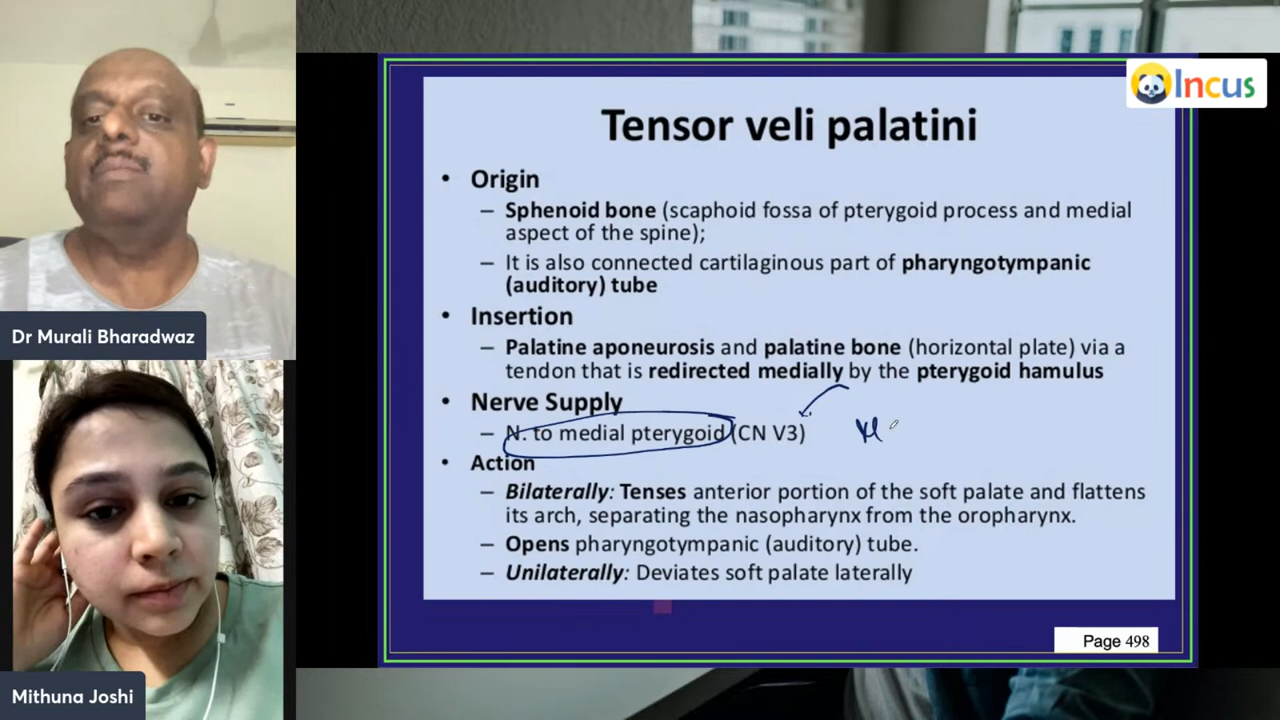 Incus
Tensor veli palatini
• Origin
– Sphenoid bone (scaphoid fossa of pterygoid process and medial
aspect of the spine);
– It is also connected cartilaginous part of pharyngotympanic
(auditory) tube
• Insertion
– Palatine aponeurosis and palatine bone (horizontal plate) via a
tendon that is redirected medially by the pterygoid hamulus
• Nerve Supply
– N. to medial pterygoid (CN V3)
• Action
– Bilaterally: Tenses anterior portion of the soft palate and flattens
its arch, separating the nasopharynx from the oropharynx.
– Opens pharyngotympanic (auditory) tube.
– Unilaterally: Deviates soft palate laterally
Page 498
Dr Murali Bharadwaz
Mithuna Joshi